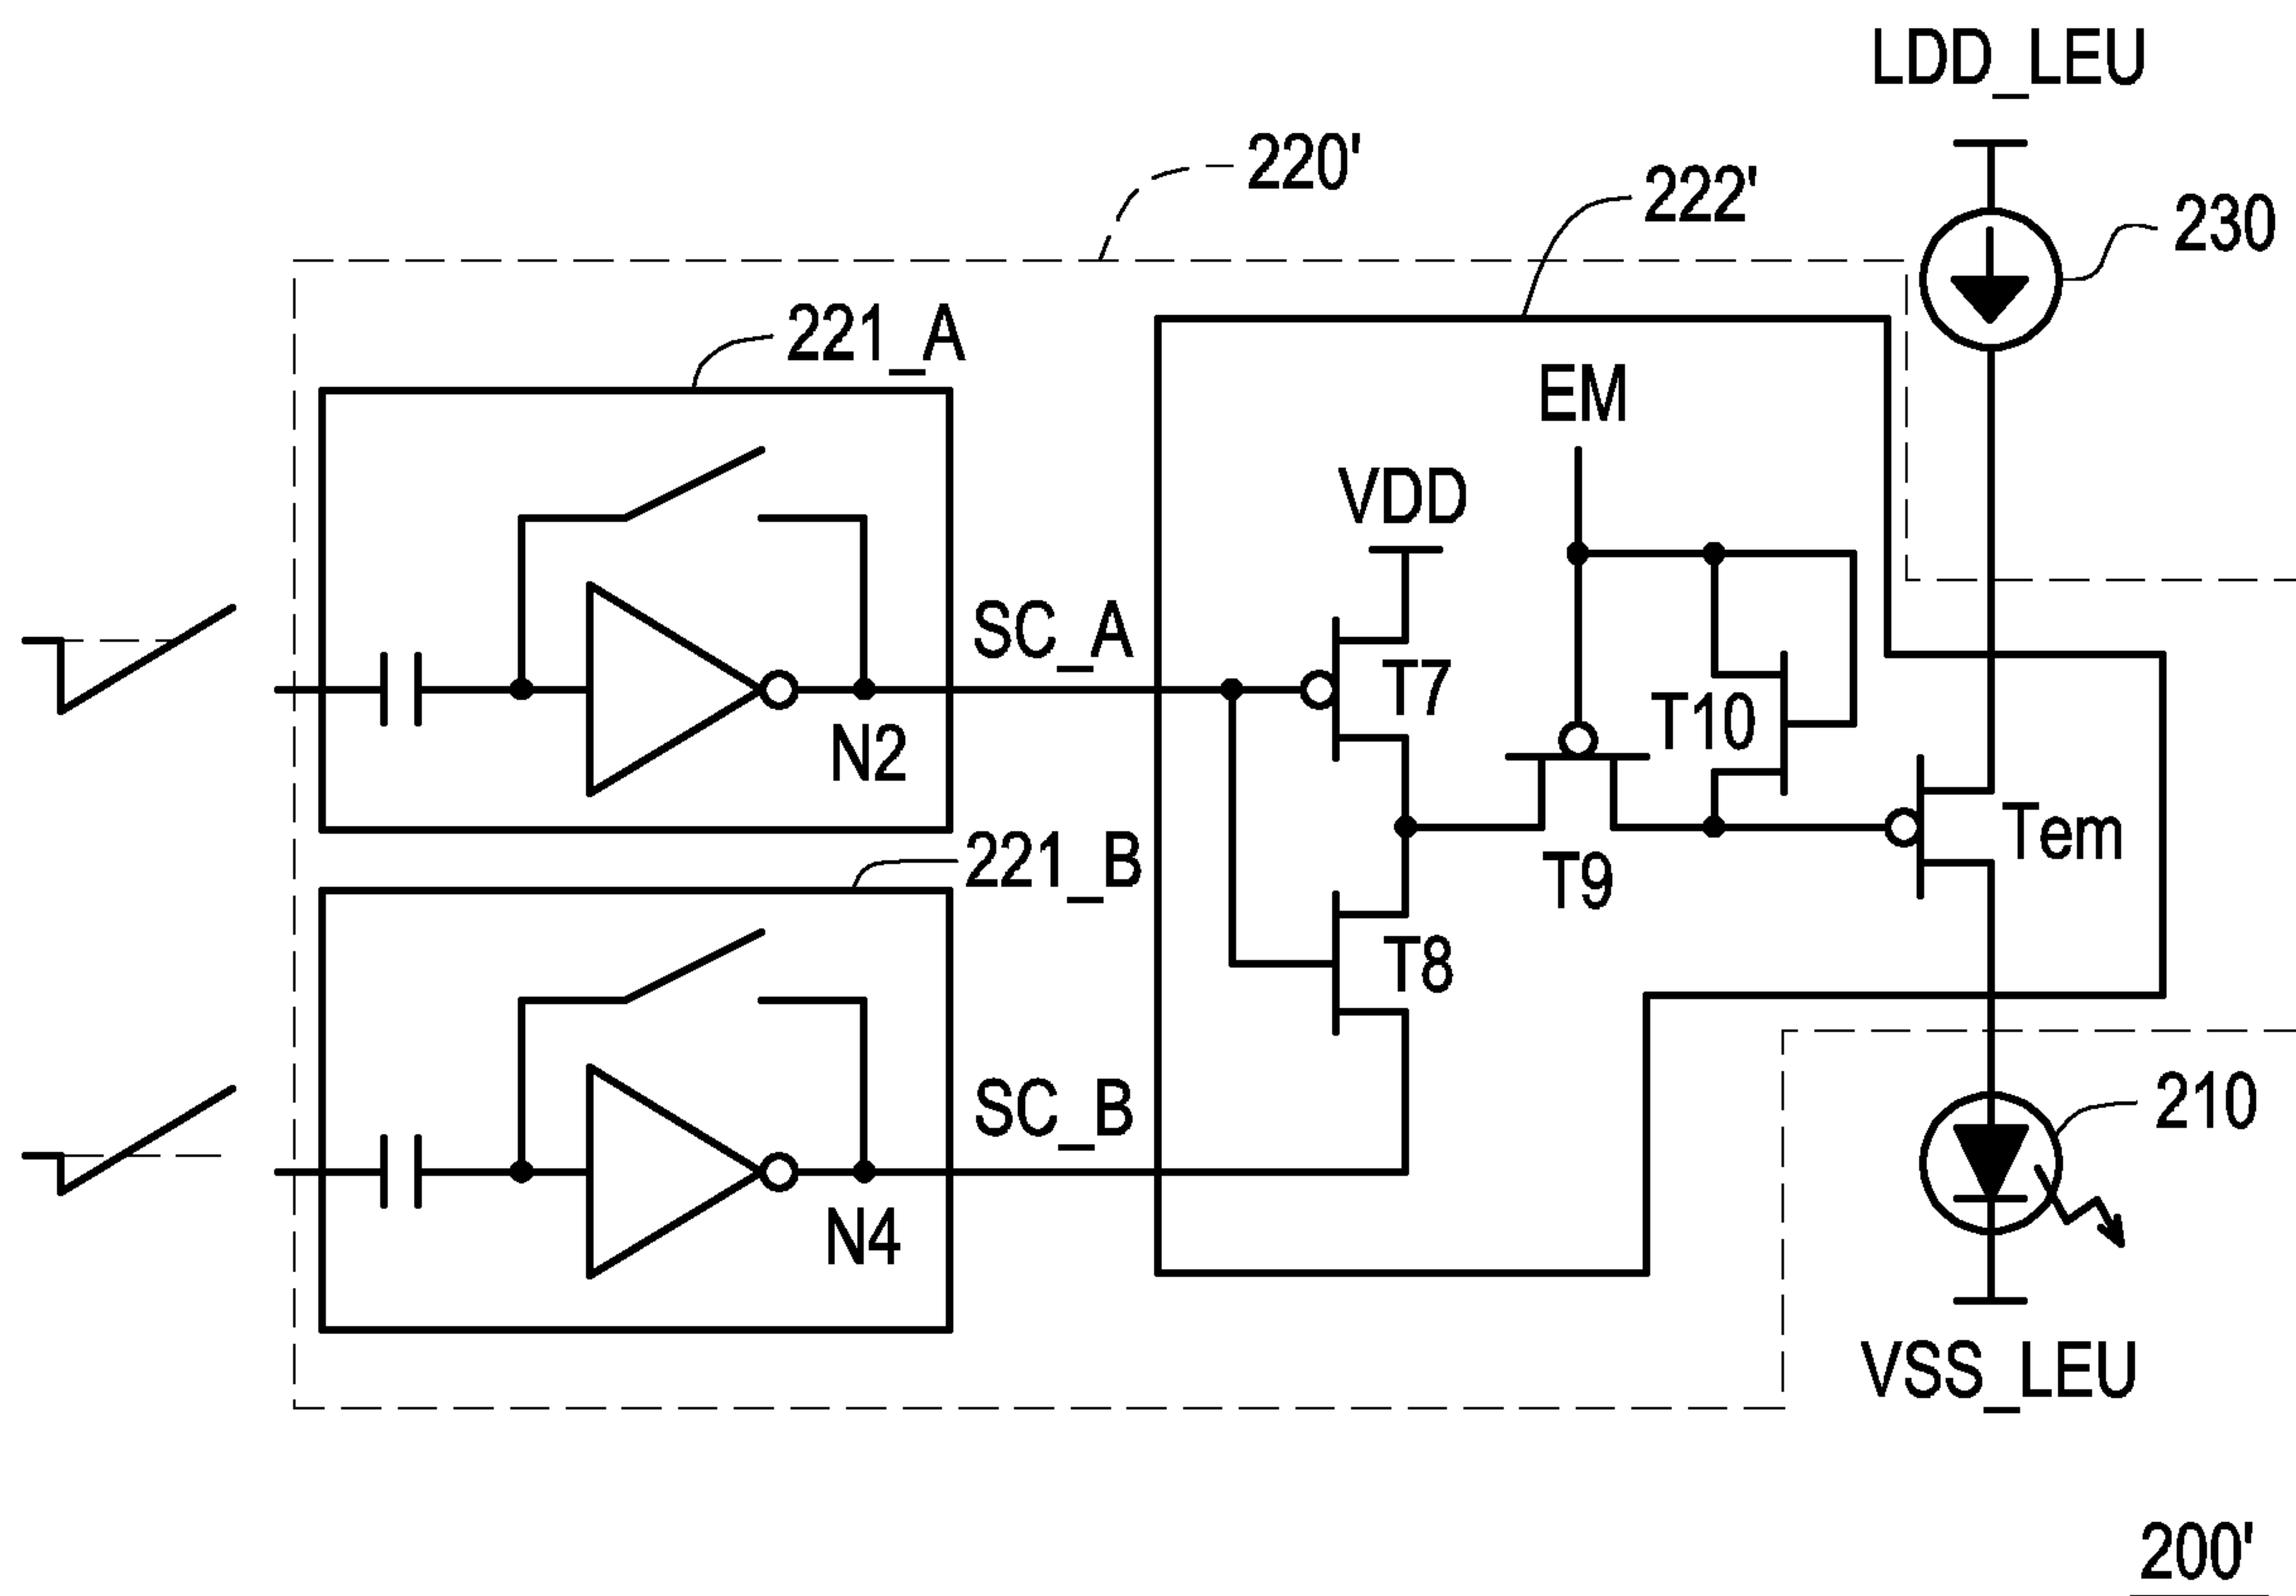 LDD_LEU
220'
222'
230
221_A
EM
VDD
SC_A
T7
T10
N2
Tem
221_B
T9
T8
SC_B
210
N4
VSS_LEU
200'